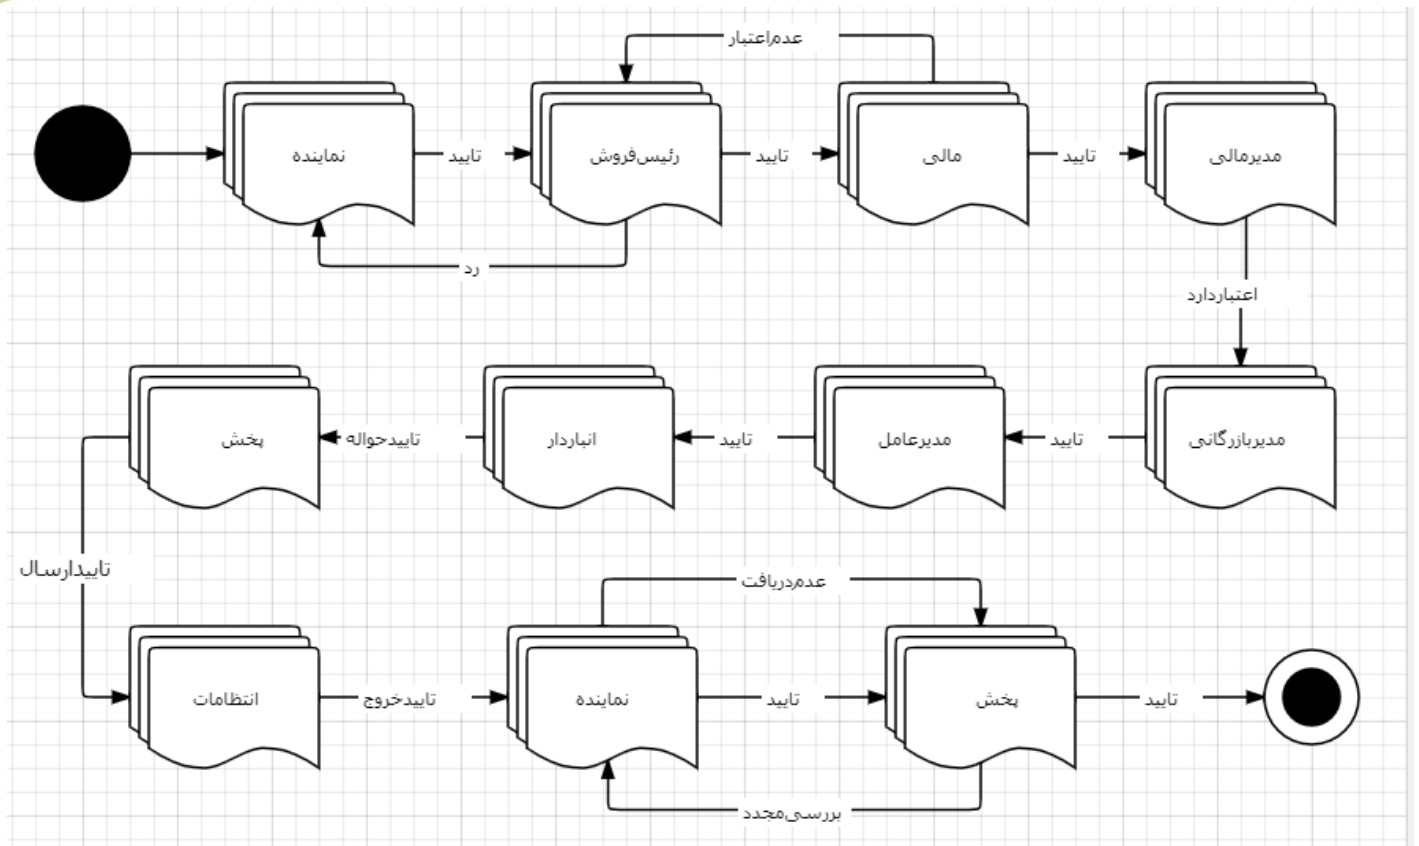 عدم‌اعتبار
نماینده
تایید
رئیس‌فروش
تایید
مالی
تایید
مدیرمالی
رد
اعتباردارد
مدیربازرگانی
تایید
مدیرعامل
تایید
انباردار
تاییدحواله
پخش
تاییدارسال
عدم‌دریافت
انتظامات
تاییدخروج
نماینده
تایید
پخش
تایید
بررسی‌مجدد